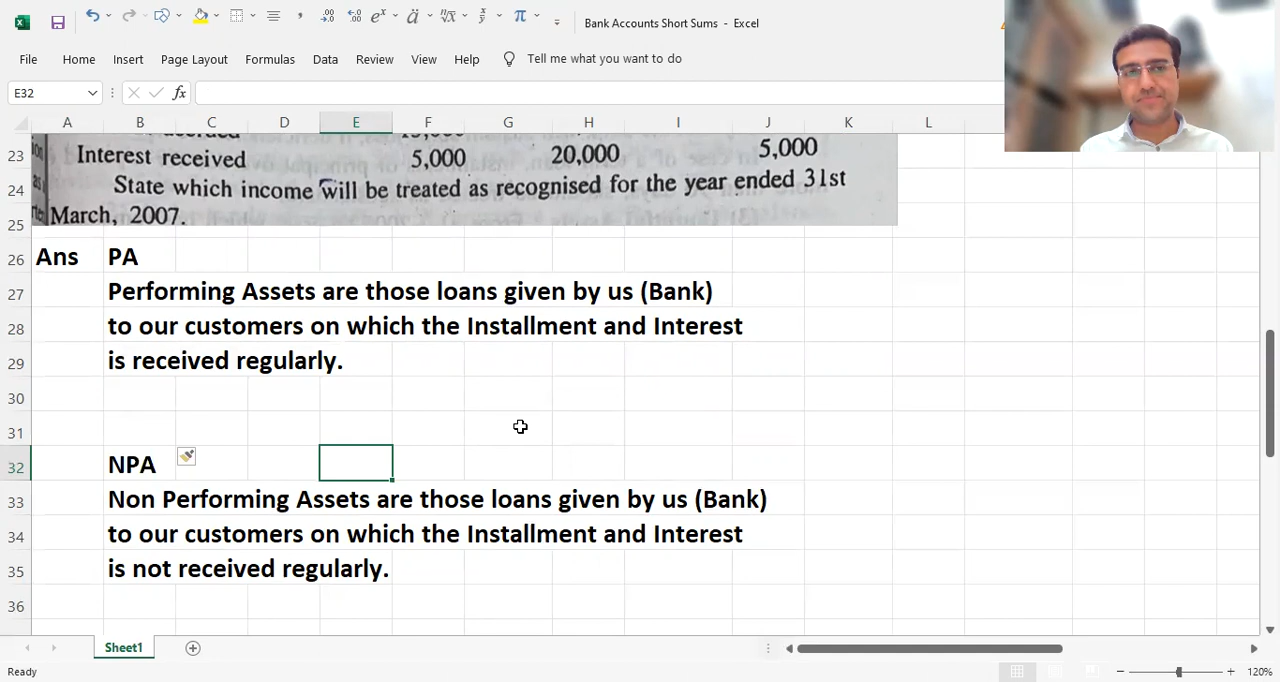 Bank Accounts Short Sums - Excel
File Home Insert Page Layout Formulas Data Review View Help Tell me what you want to do
E32 fx
A B C D E F G H I J K L
23 Interest received 5,000 20,000 5,000
24 State which income will be treated as recognised for the year ended 31st
25 March, 2007.
26 Ans PA
27 Performing Assets are those loans given by us (Bank)
28 to our customers on which the Installment and Interest
29 is received regularly.
30
31
32 NPA
33 Non Performing Assets are those loans given by us (Bank)
34 to our customers on which the Installment and Interest
35 is not received regularly.
36
Sheet1
Ready 120%